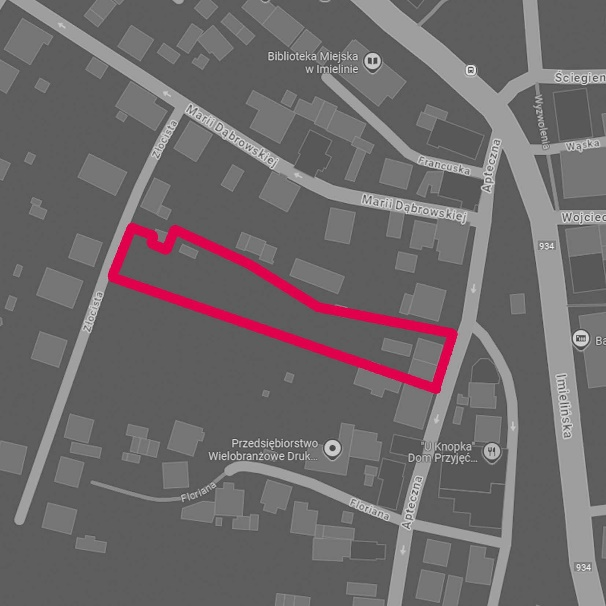 Biblioteka Miejska
w Imielinie
Ściegien
Wyzwolenia
Wąska
Złocista
Marii Dąbrowskiej
Francuska
Apteczna
Marii Dąbrowskiej
Wojciec
934
Złocista
Ba
Imielińska
Przedsiębiorstwo
Wielobranżowe Druk...
"U Knopka"
Dom Przyjęć...
Floriana
Floriana
Apteczna
934